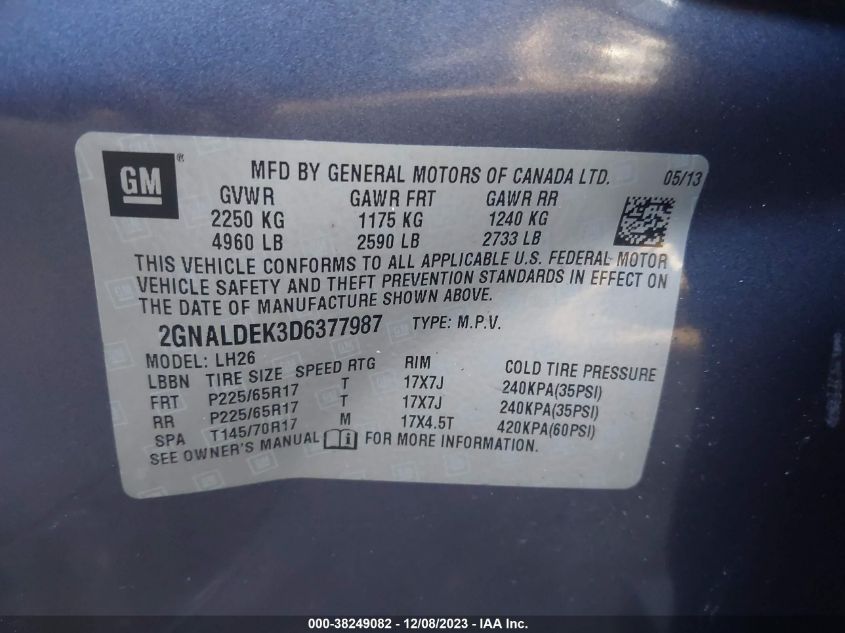 GM®
MFD BY GENERAL MOTORS OF CANADA LTD. 05/13
GVWR GAWR FRT GAWR RR
2250 KG 1175 KG 1240 KG
4960 LB 2590 LB 2733 LB
THIS VEHICLE CONFORMS TO ALL APPLICABLE U.S. FEDERAL MOTOR
VEHICLE SAFETY AND THEFT PREVENTION STANDARDS IN EFFECT ON
THE DATE OF MANUFACTURE SHOWN ABOVE.
2GNALDEK3D6377987 TYPE: M.P.V.
MODEL: LH26
LBBN TIRE SIZE SPEED RTG RIM COLD TIRE PRESSURE
FRT P225/65R17 T 17X7J 240KPA(35PSI)
RR P225/65R17 T 17X7J 240KPA(35PSI)
SPA T145/70R17 M 17X4.5T 420KPA(60PSI)
SEE OWNER'S MANUAL FOR MORE INFORMATION.
000-38249082 - 12/08/2023 - IAA Inc.